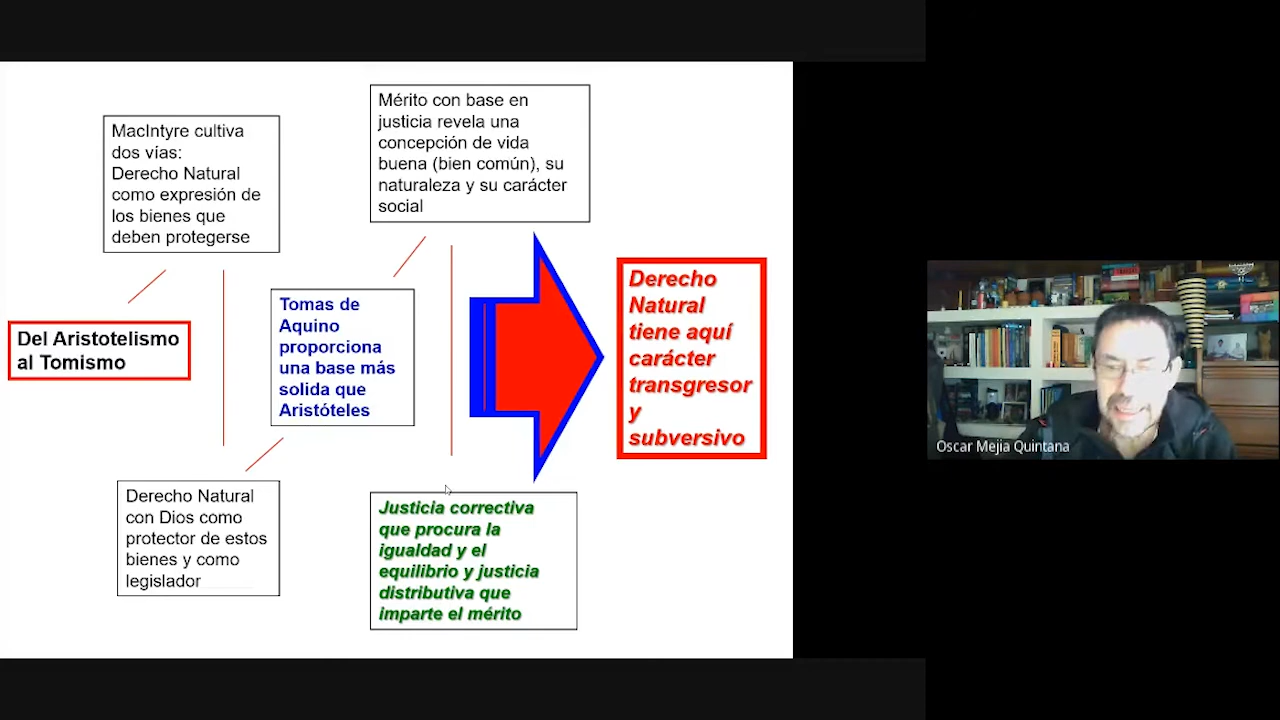 MacIntyre cultiva
dos vías:
Derecho Natural
como expresión de
los bienes que
deben protegerse
Mérito con base en
justicia revela una
concepción de vida
buena (bien común), su
naturaleza y su carácter
social
Del Aristotelismo
al Tomismo
Tomas de
Aquino
proporciona
una base más
solida que
Aristóteles
Derecho
Natural
tiene aquí
carácter
transgresor
y
subversivo
Derecho Natural
con Dios como
protector de estos
bienes y como
legislador
Justicia correctiva
que procura la
igualdad y el
equilibrio y justicia
distributiva que
imparte el mérito
Oscar Mejia Quintana